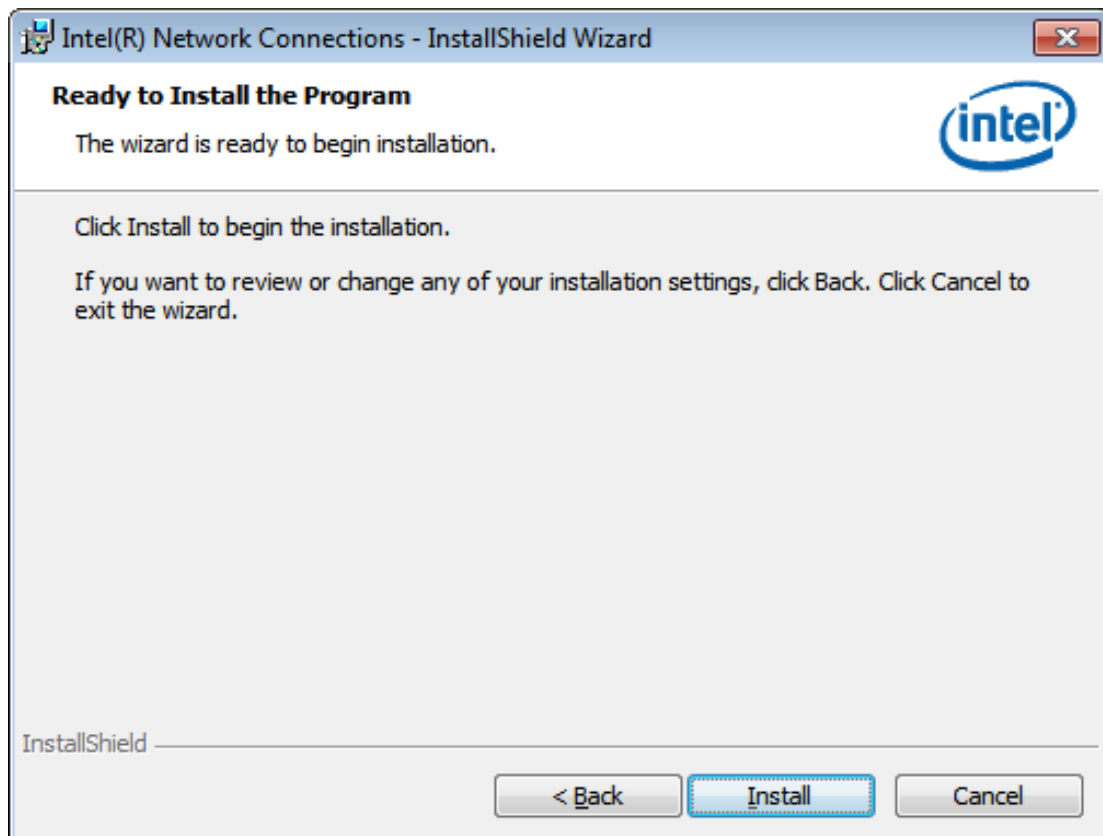 Intel(R) Network Connections - InstallShield Wizard
Ready to Install the Program
The wizard is ready to begin installation.
intel
Click Install to begin the installation.
If you want to review or change any of your installation settings, click Back. Click Cancel to
exit the wizard.
InstallShield
< Back
Install
Cancel